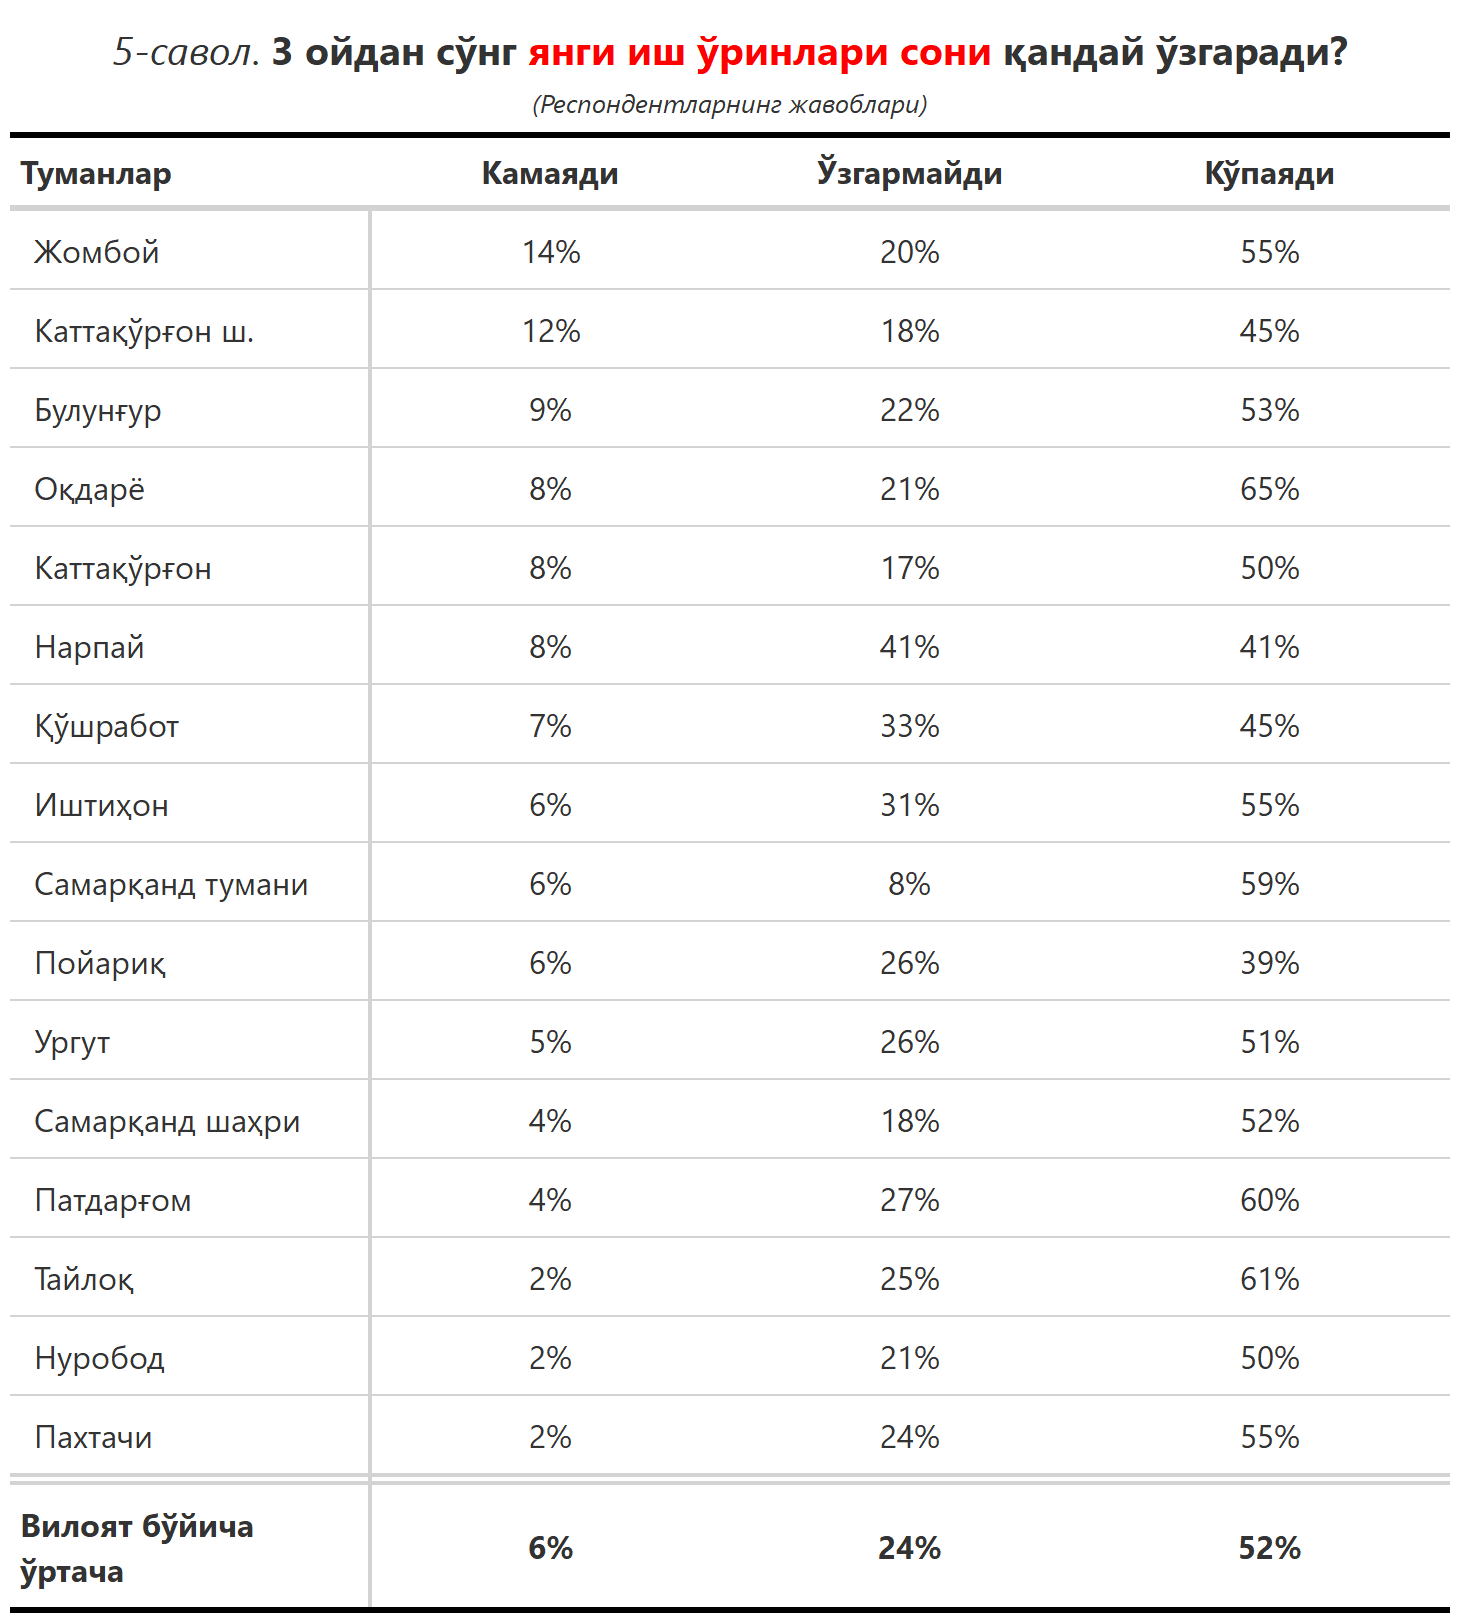 5-савол. 3 ойдан сўнг янги иш ўринлари сони қандай ўзгаради?
(Респондентларнинг жавоблари)
Туманлар Камаяди Ўзгармайди Кўпаяди
Жомбой 14% 20% 55%
Каттақўрғон ш. 12% 18% 45%
Булунғур 9% 22% 53%
Оқдарё 8% 21% 65%
Каттақўрғон 8% 17% 50%
Нарпай 8% 41% 41%
Қўшработ 7% 33% 45%
Иштиҳон 6% 31% 55%
Самарқанд тумани 6% 8% 59%
Пойариқ 6% 26% 39%
Ургут 5% 26% 51%
Самарқанд шаҳри 4% 18% 52%
Патдарғом 4% 27% 60%
Тайлоқ 2% 25% 61%
Нуробод 2% 21% 50%
Пахтачи 2% 24% 55%
Вилоят бўйича
ўртача 6% 24% 52%